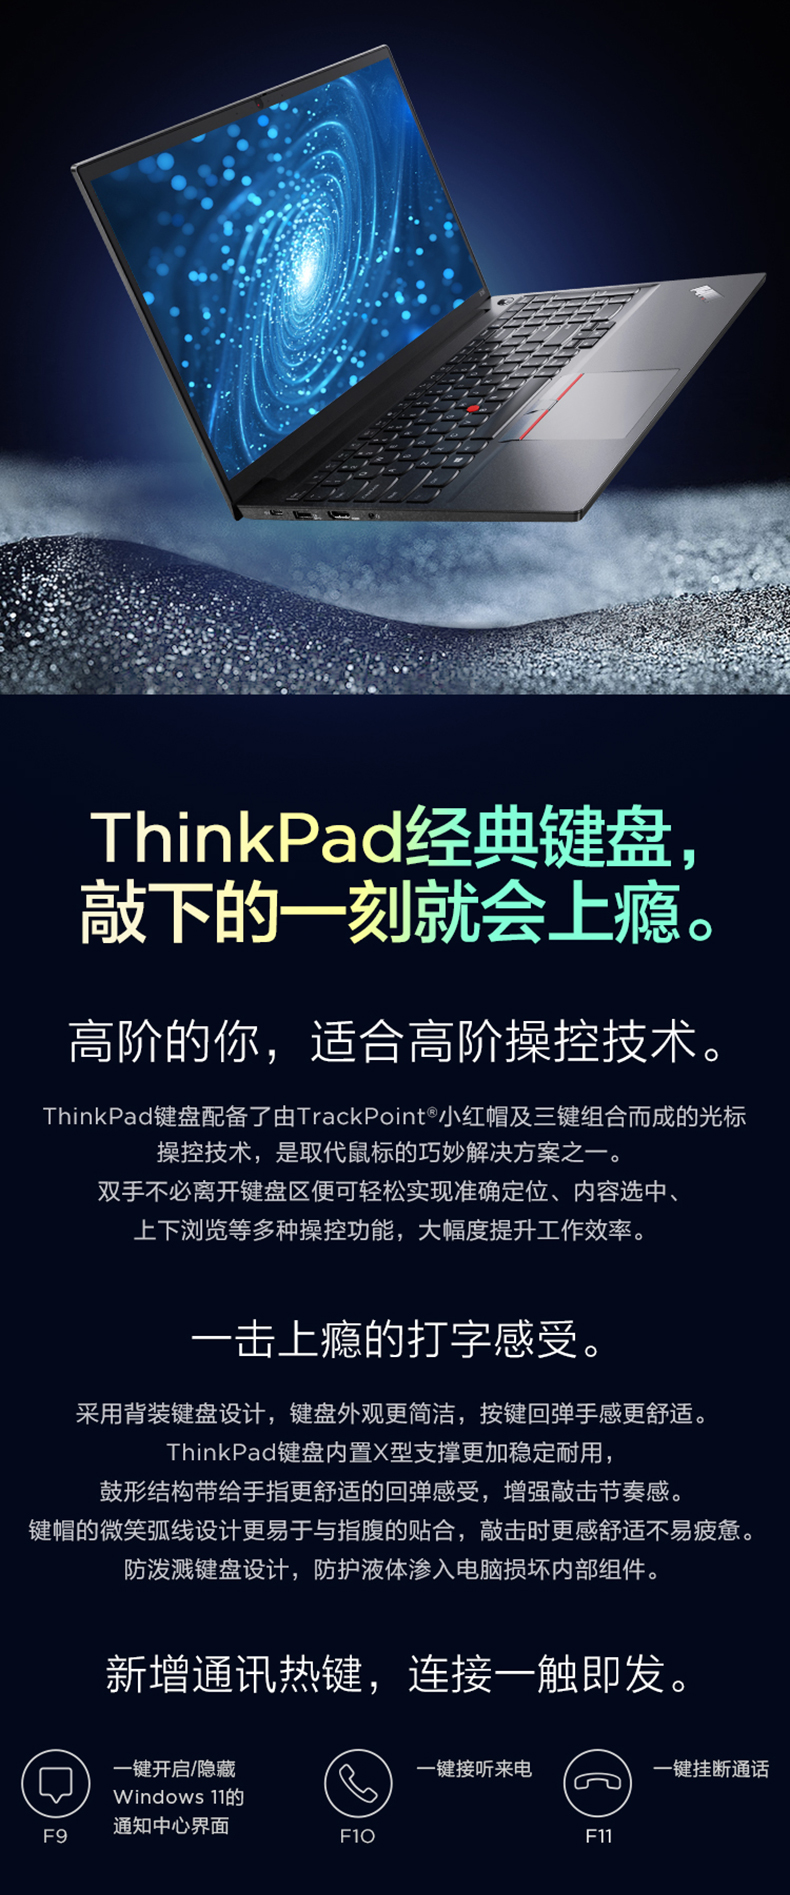 ThinkPad经典键盘，
敲下的一刻就会上瘾。
高阶的你，适合高阶操控技术。
ThinkPad键盘配备了由TrackPoint®小红帽及三键组合而成的光标
操控技术，是取代鼠标的巧妙解决方案之一。
双手不必离开键盘区便可轻松实现准确定位、内容选中、
上下浏览等多种操控功能，大幅度提升工作效率。
一击上瘾的打字感受。
采用背装键盘设计，键盘外观更简洁，按键回弹手感更舒适。
ThinkPad键盘内置X型支撑更加稳定耐用，
鼓形结构带给手指更舒适的回弹感受，增强敲击节奏感。
键帽的微笑弧线设计更易于与指腹的贴合，敲击时更感舒适不易疲惫。
防泼溅键盘设计，防护液体渗入电脑损坏内部组件。
新增通讯热键，连接一触即发。
一键开启/隐藏
Windows 11的
通知中心界面
F9
一键接听来电
F10
一键挂断通话
F11